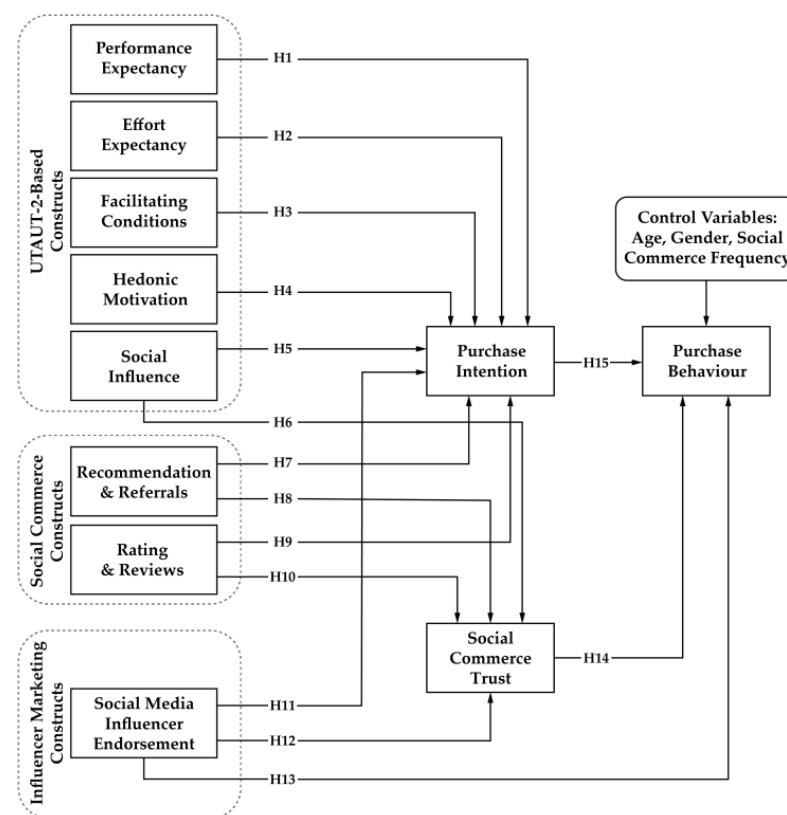 UTAUT-2-Based
Constructs
Performance
Expectancy
H1
Effort
Expectancy
H2
Facilitating
Conditions
H3
Hedonic
Motivation
H4
Social
Influence
H5
H6
Control Variables:
Age, Gender, Social
Commerce Frequency
Purchase
Intention
H15
Purchase
Behaviour
Social Commerce
Constructs
Recommendation
& Referrals
H7
H8
Rating
& Reviews
H9
H10
Social
Commerce
Trust
H14
Influencer Marketing
Constructs
Social Media
Influencer
Endorsement
H11
H12
H13